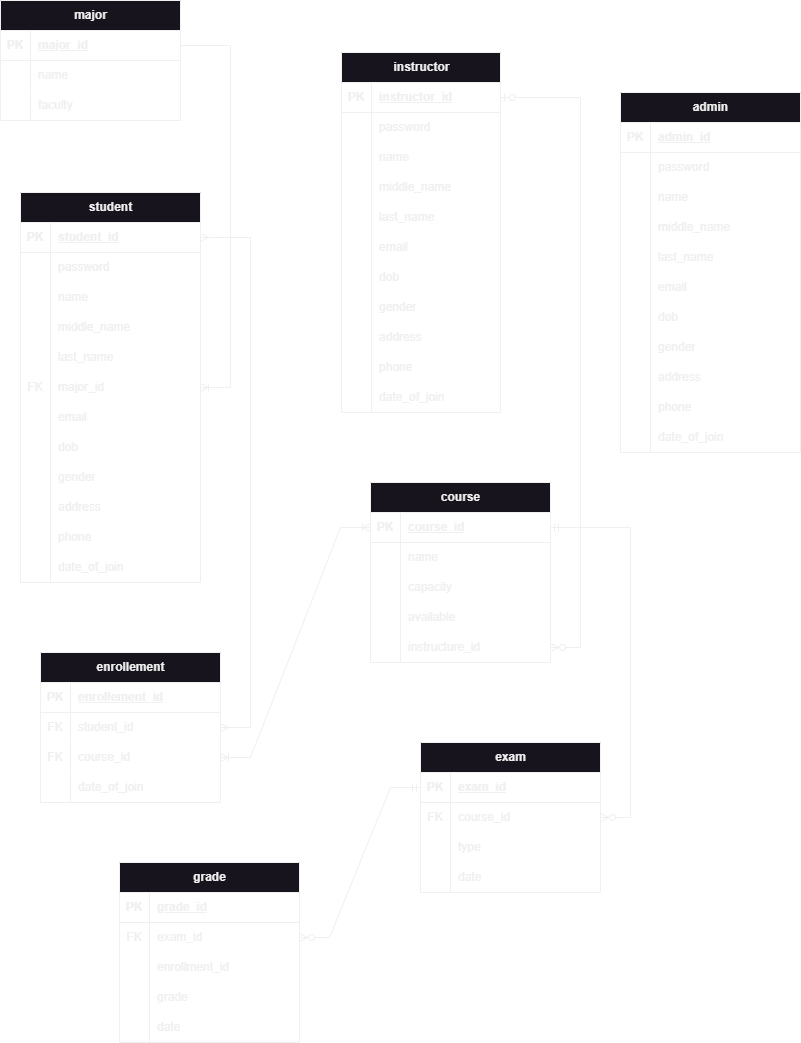 major
PK major_id
name
faculty
instructor
PK instructor_id
password
name
middle_name
last_name
email
dob
gender
address
phone
date_of_join
admin
PK admin_id
password
name
middle_name
last_name
email
dob
gender
address
phone
date_of_join
student
PK student_id
password
name
middle_name
last_name
FK major_id
email
dob
gender
address
phone
date_of_join
course
PK course_id
name
capacity
available
instructure_id
enrollement
PK enrollement_id
FK student_id
FK course_id
date_of_join
exam
PK exam_id
FK course_id
type
date
grade
PK grade_id
FK exam_id
enrollment_id
grade
date